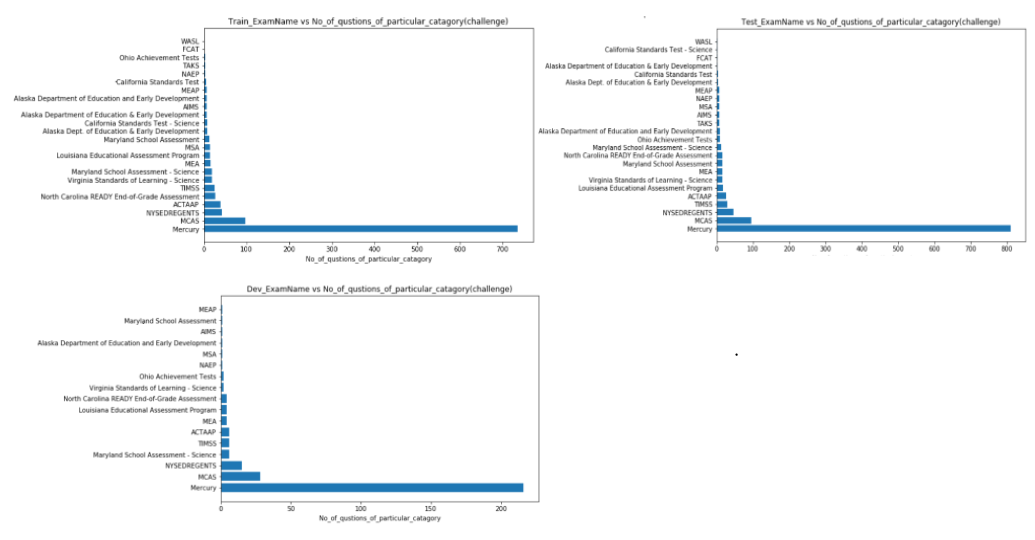 Train_ExamName vs No_of_qustions_of_particular_catagory(challenge)
WASL
FCAT
Ohio Achievement Tests
TAKS
NAEP
California Standards Test
MEAP
Alaska Department of Education and Early Development
AIMS
Alaska Department of Education & Early Development
California Standards Test - Science
Alaska Dept. of Education & Early Development
Maryland School Assessment
MSA
Louisiana Educational Assessment Program
MEA
Maryland School Assessment - Science
Virginia Standards of Learning - Science
TIMSS
North Carolina READY End-of-Grade Assessment
ACTAAP
NYSEDREGENTS
MCAS
Mercury
0 100 200 300 400 500 600 700
No_of_qustions_of_particular_catagory
Test_ExamName vs No_of_qustions_of_particular_catagory(challenge)
WASL
California Standards Test - Science
FCAT
Alaska Department of Education & Early Development
California Standards Test
Alaska Dept. of Education & Early Development
MEAP
NAEP
MSA
AIMS
TAKS
Alaska Department of Education and Early Development
Ohio Achievement Tests
Maryland School Assessment - Science
North Carolina READY End-of-Grade Assessment
Maryland School Assessment
MEA
Virginia Standards of Learning - Science
Louisiana Educational Assessment Program
ACTAAP
TIMSS
NYSEDREGENTS
MCAS
Mercury
0 100 200 300 400 500 600 700 800
Dev_ExamName vs No_of_qustions_of_particular_catagory(challenge)
MEAP
Maryland School Assessment
AIMS
Alaska Department of Education and Early Development
MSA
NAEP
Ohio Achievement Tests
Virginia Standards of Learning - Science
North Carolina READY End-of-Grade Assessment
Louisiana Educational Assessment Program
MEA
ACTAAP
TIMSS
Maryland School Assessment - Science
NYSEDREGENTS
MCAS
Mercury
0 50 100 150 200
No_of_qustions_of_particular_catagory